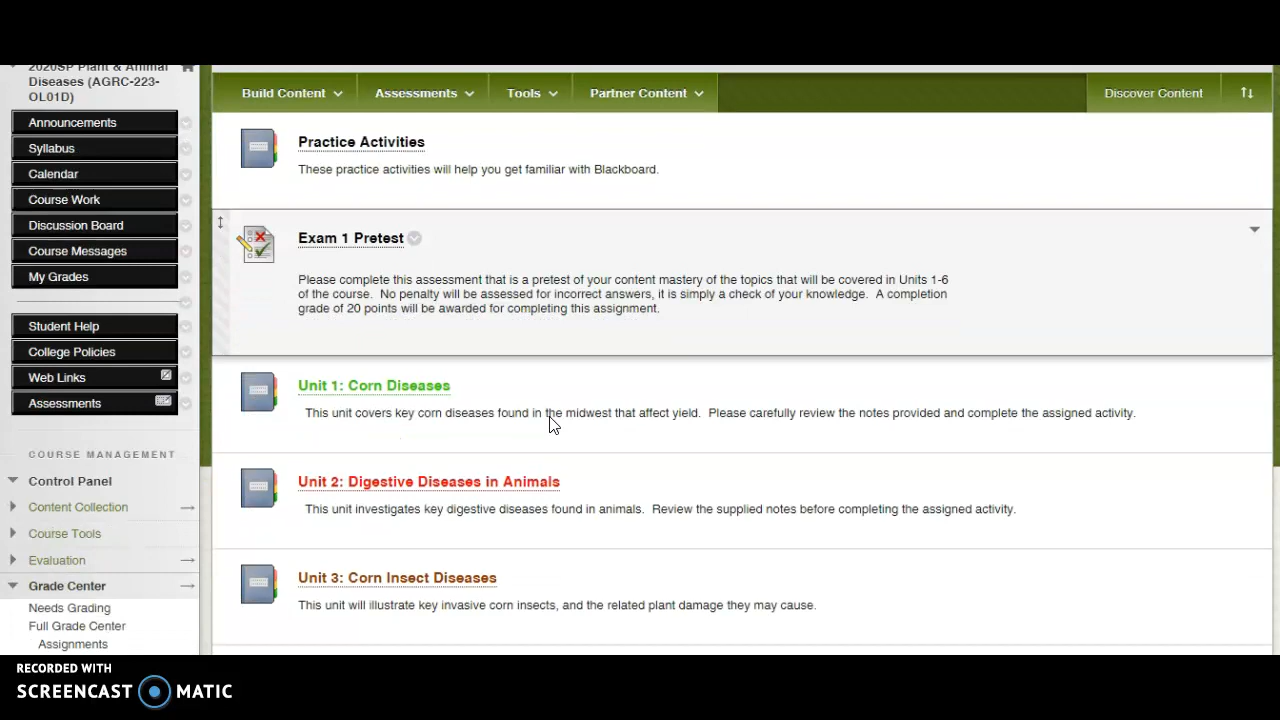 2020SP Plant & Animal
Diseases (AGRC-223-
OL01D)
Announcements
Syllabus
Calendar
Course Work
Discussion Board
Course Messages
My Grades
Student Help
College Policies
Web Links
Assessments
COURSE MANAGEMENT
Control Panel
Content Collection
Course Tools
Evaluation
Grade Center
Needs Grading
Full Grade Center
Assignments
Build Content
Assessments
Tools
Partner Content
Discover Content
Practice Activities
These practice activities will help you get familiar with Blackboard.
Exam 1 Pretest
Please complete this assessment that is a pretest of your content mastery of the topics that will be covered in Units 1-6
of the course. No penalty will be assessed for incorrect answers, it is simply a check of your knowledge. A completion
grade of 20 points will be awarded for completing this assignment.
Unit 1: Corn Diseases
This unit covers key corn diseases found in the midwest that affect yield. Please carefully review the notes provided and complete the assigned activity.
Unit 2: Digestive Diseases in Animals
This unit investigates key digestive diseases found in animals. Review the supplied notes before completing the assigned activity.
Unit 3: Corn Insect Diseases
This unit will illustrate key invasive corn insects, and the related plant damage they may cause.
RECORDED WITH
SCREENCAST MATIC